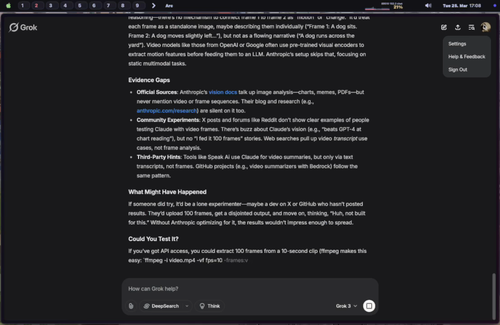 1 2 3 4 5 6 7 8 9 Arc 37% Tue 25. Mar 17:08
Grok
reasoning—there's no mechanism to connect frame 1 to frame 2 as "motion" or "change." It'd treat
each frame as a standalone image, maybe describing them individually ("Frame 1: A dog sits.
Frame 2: A dog moves slightly left..."), but not as a flowing narrative ("A dog runs across the
yard"). Video models like those from OpenAI or Google often use pre-trained visual encoders to
extract motion features before feeding them to an LLM. Anthropic's setup skips that, focusing on
static multimodal tasks.
Settings
Help & Feedback
Sign Out
Evidence Gaps
• Official Sources: Anthropic's vision docs talk up image analysis—charts, memes, PDFs—but
never mention video or frame sequences. Their blog and research (e.g.,
anthropic.com/research) are silent on it too.
• Community Experiments: X posts and forums like Reddit don't show clear examples of people
testing Claude with video frames. There's buzz about Claude's vision (e.g., "beats GPT-4 at
chart reading"), but no "I fed it 100 frames" stories. Web searches pull up video transcript use
cases, not frame analysis.
• Third-Party Hints: Tools like Speak AI use Claude for video summaries, but only via text
transcripts, not frames. GitHub projects (e.g., video summarizers with Bedrock) follow the
same pattern.
What Might Have Happened
If someone did try, it'd be a lone experimenter—maybe a dev on X or GitHub who hasn't posted
results. They'd upload 100 frames, get a disjointed output, and move on, thinking, "Huh, not built
for this." Without Anthropic optimizing for it, the results wouldn't impress enough to spread.
Could You Test It?
If you've got API access, you could extract 100 frames from a 10-second clip (ffmpeg makes this
easy: `ffmpeg -i video.mp4 -vf fps=10 -frames:v
How can Grok help?
DeepSearch Think Grok 3